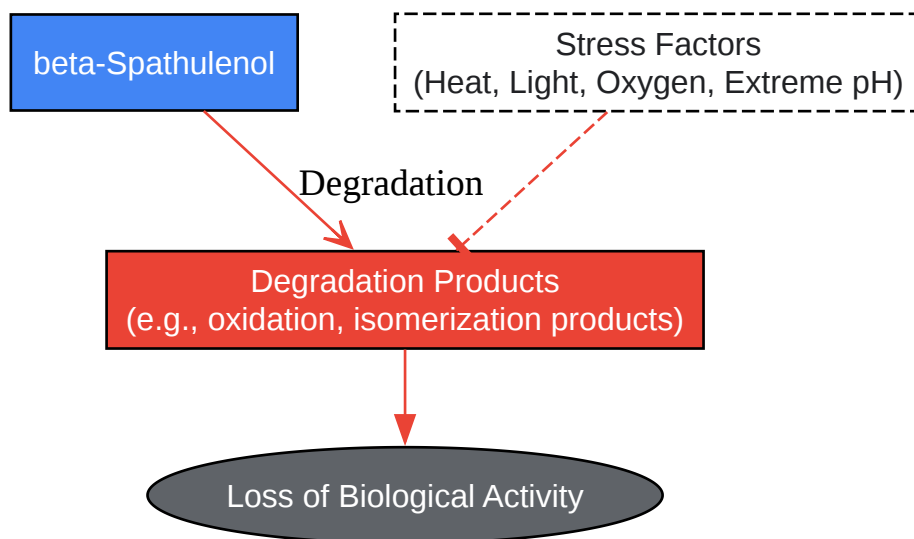 beta-Spathulenol
Stress Factors
(Heat, Light, Oxygen, Extreme pH)
Degradation
Degradation Products
(e.g., oxidation, isomerization products)
Loss of Biological Activity